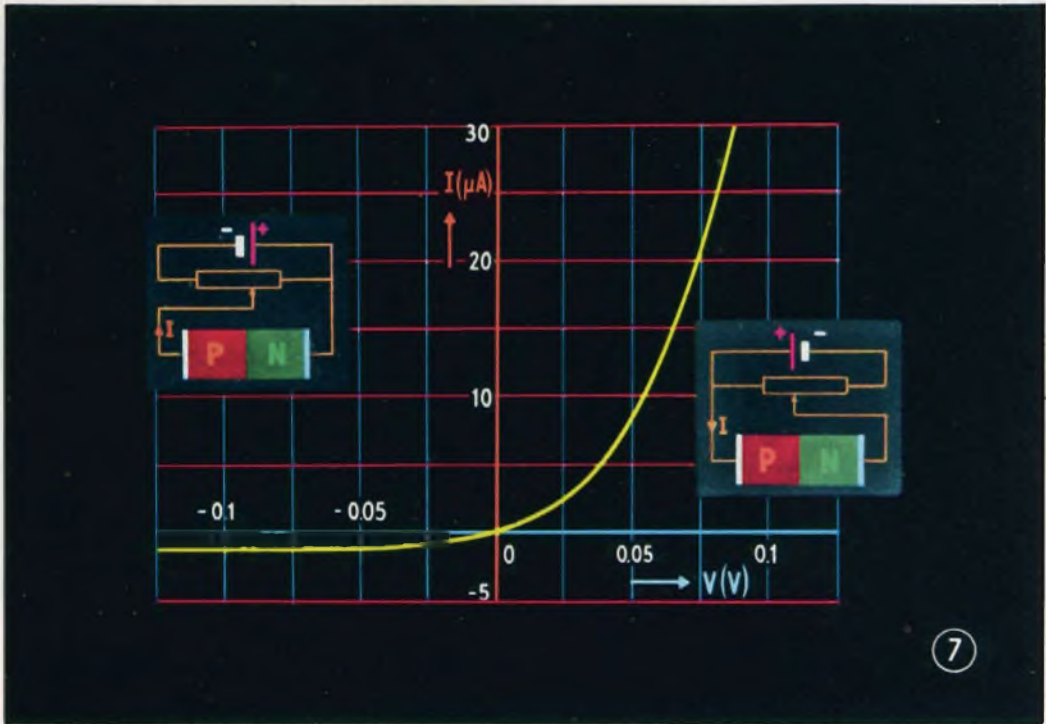 30
I(μA)
20
10
- +
I
P N
+ -
I
P N
-0.1 -0.05
0 0.05 0.1
-5
V(V)
7